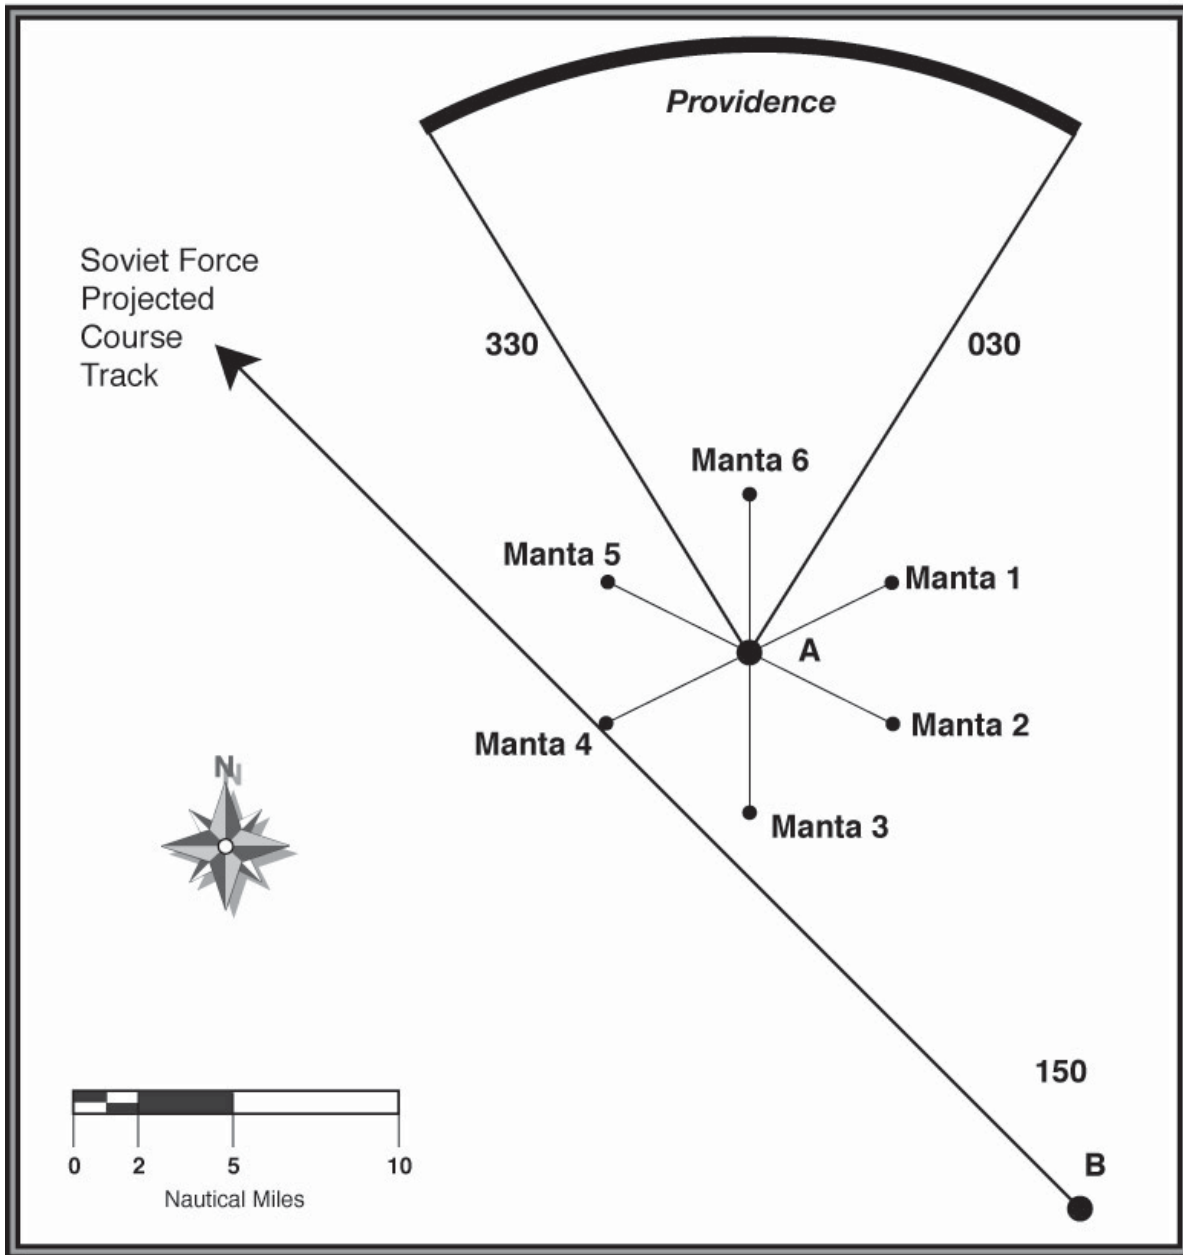 Providence
Soviet Force
Projected
Course
Track
330
030
Manta 6
Manta 5
Manta 1
A
Manta 4
Manta 2
N
Manta 3
150
B
0 2 5 10
Nautical Miles